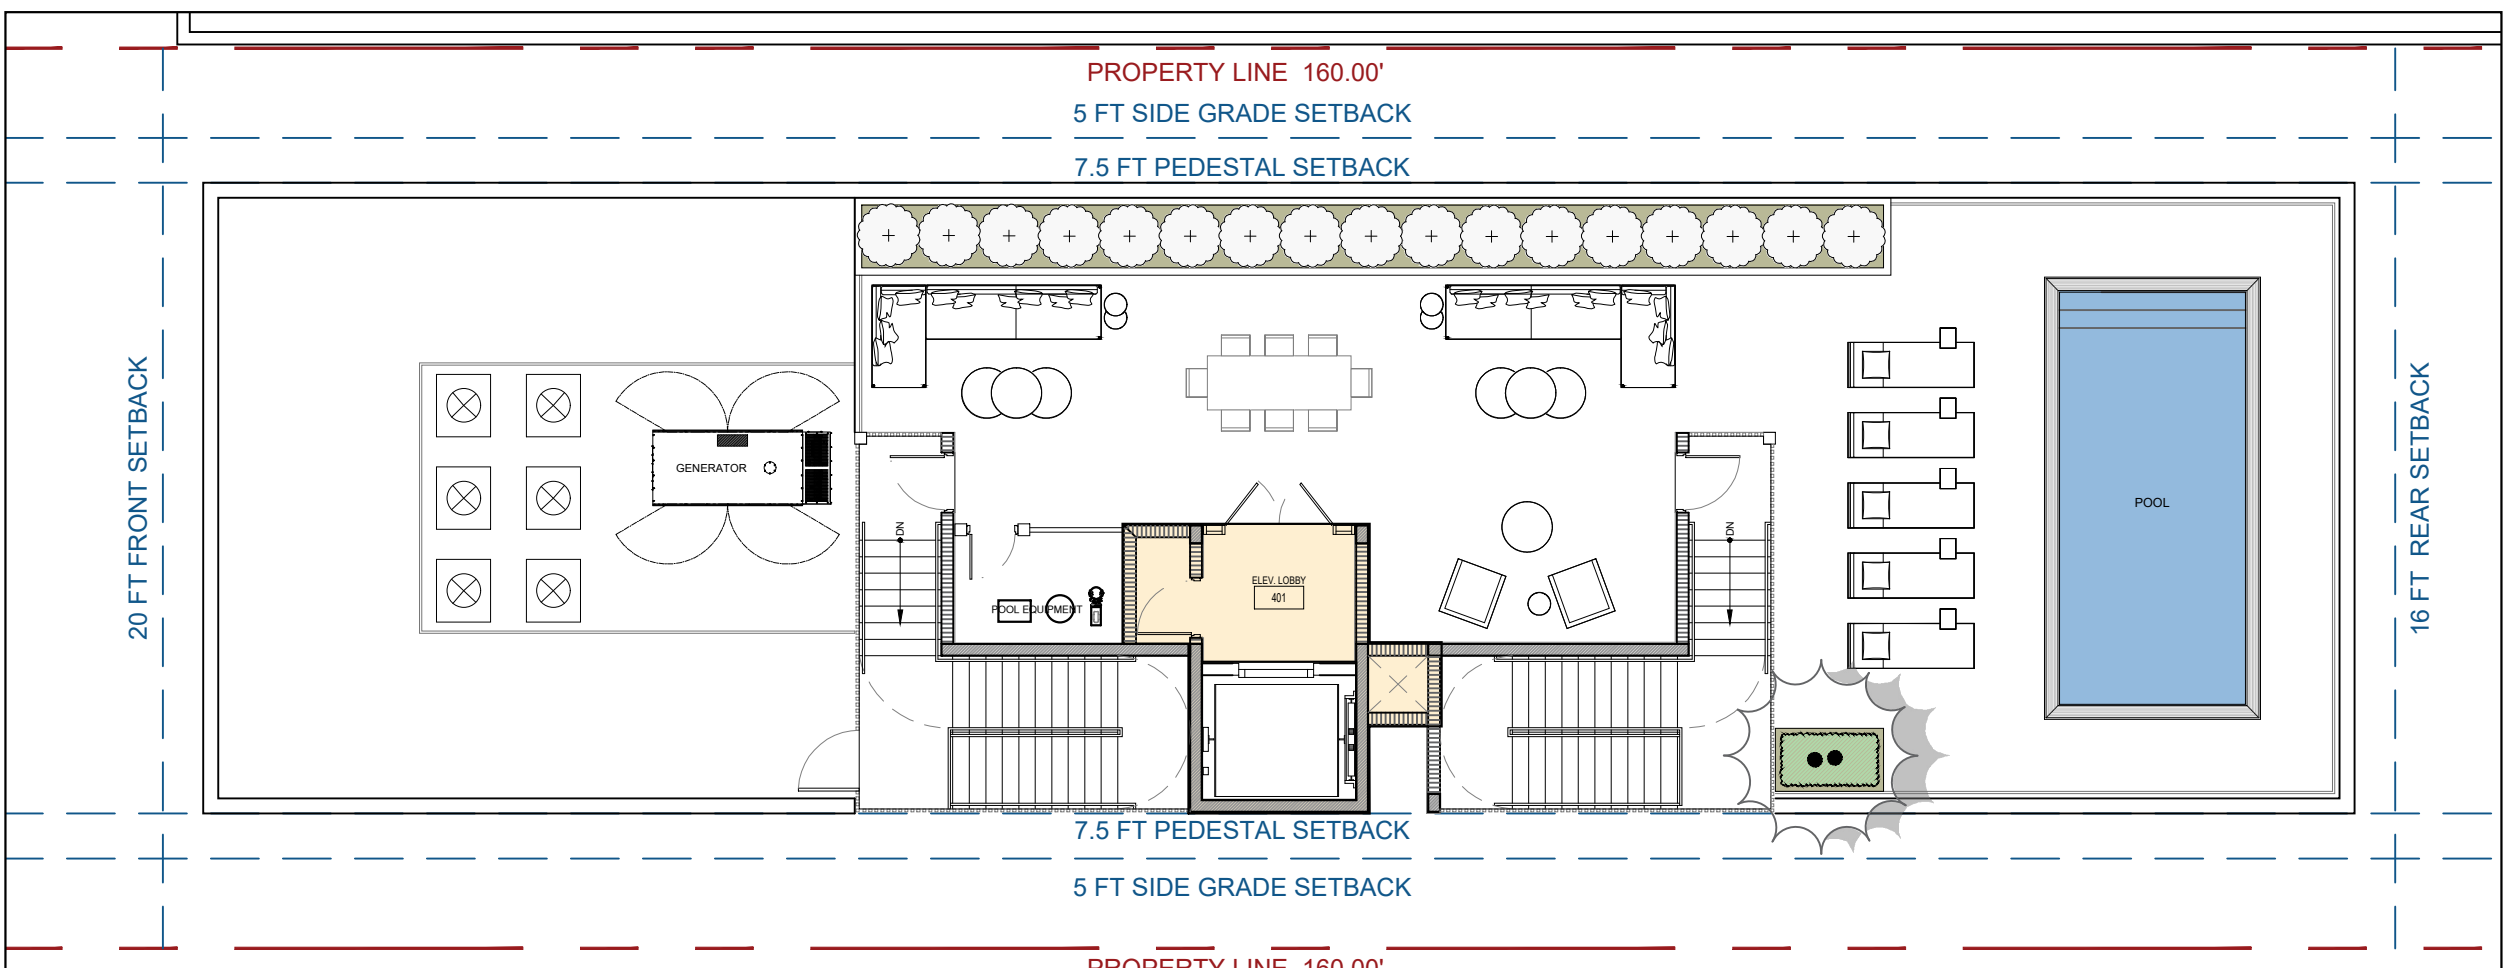 PROPERTY LINE 160.00'
5 FT SIDE GRADE SETBACK
7.5 FT PEDESTAL SETBACK
20 FT FRONT SETBACK
16 FT REAR SETBACK
GENERATOR
POOL
DN
DN
ELEV. LOBBY
401
POOL EQUIPMENT
7.5 FT PEDESTAL SETBACK
5 FT SIDE GRADE SETBACK
PROPERTY LINE 160.00'